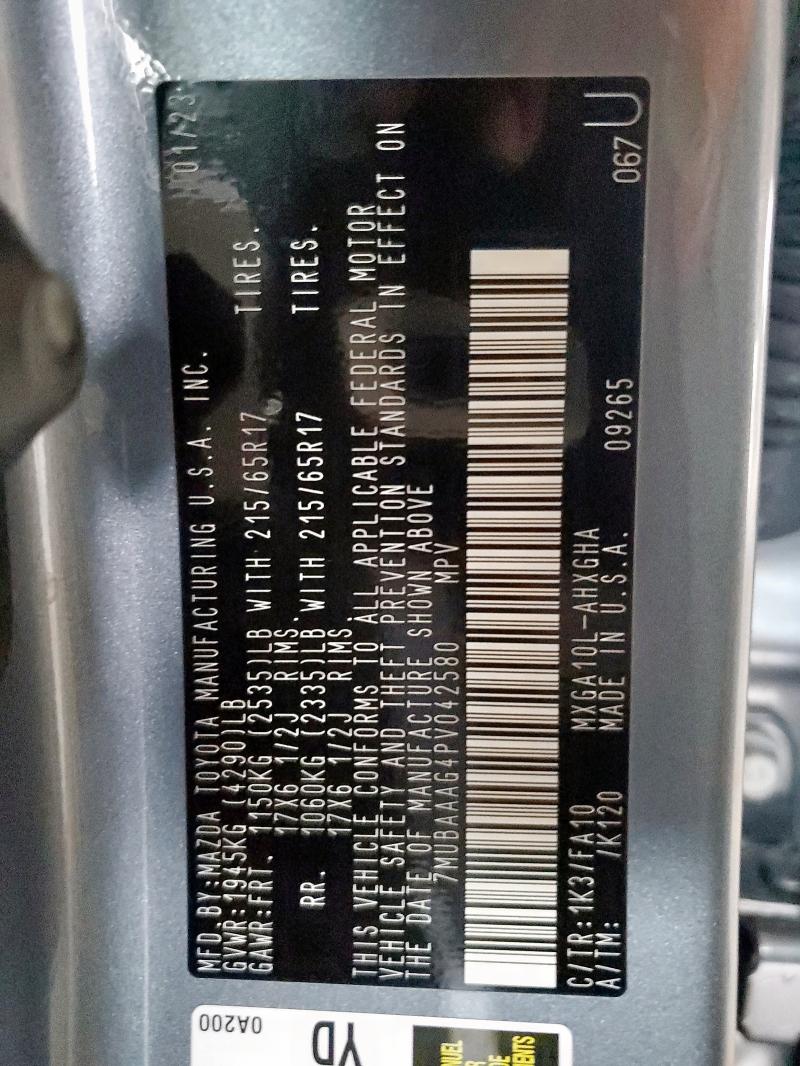 01/23
MFD.BY:MAZDA TOYOTA MANUFACTURING U.S.A. INC.
GVWR:1945KG (4290)LB
GAWR:FRT. 1150KG (2535)LB WITH 215/65R17 TIRES.
17X6 1/2J RIMS.
RR. 1060KG (2335)LB WITH 215/65R17 TIRES.
17X6 1/2J RIMS.
THIS VEHICLE CONFORMS TO ALL APPLICABLE FEDERAL MOTOR
VEHICLE SAFETY AND THEFT PREVENTION STANDARDS IN EFFECT ON
THE DATE OF MANUFACTURE SHOWN ABOVE
7MUBAAAG4PV042580 MPV
C/TR:1K3/FA10 MXGA10L-AHXGHA
A/TM: /K120 MADE IN U.S.A. 09265 067 U
0A200
YD